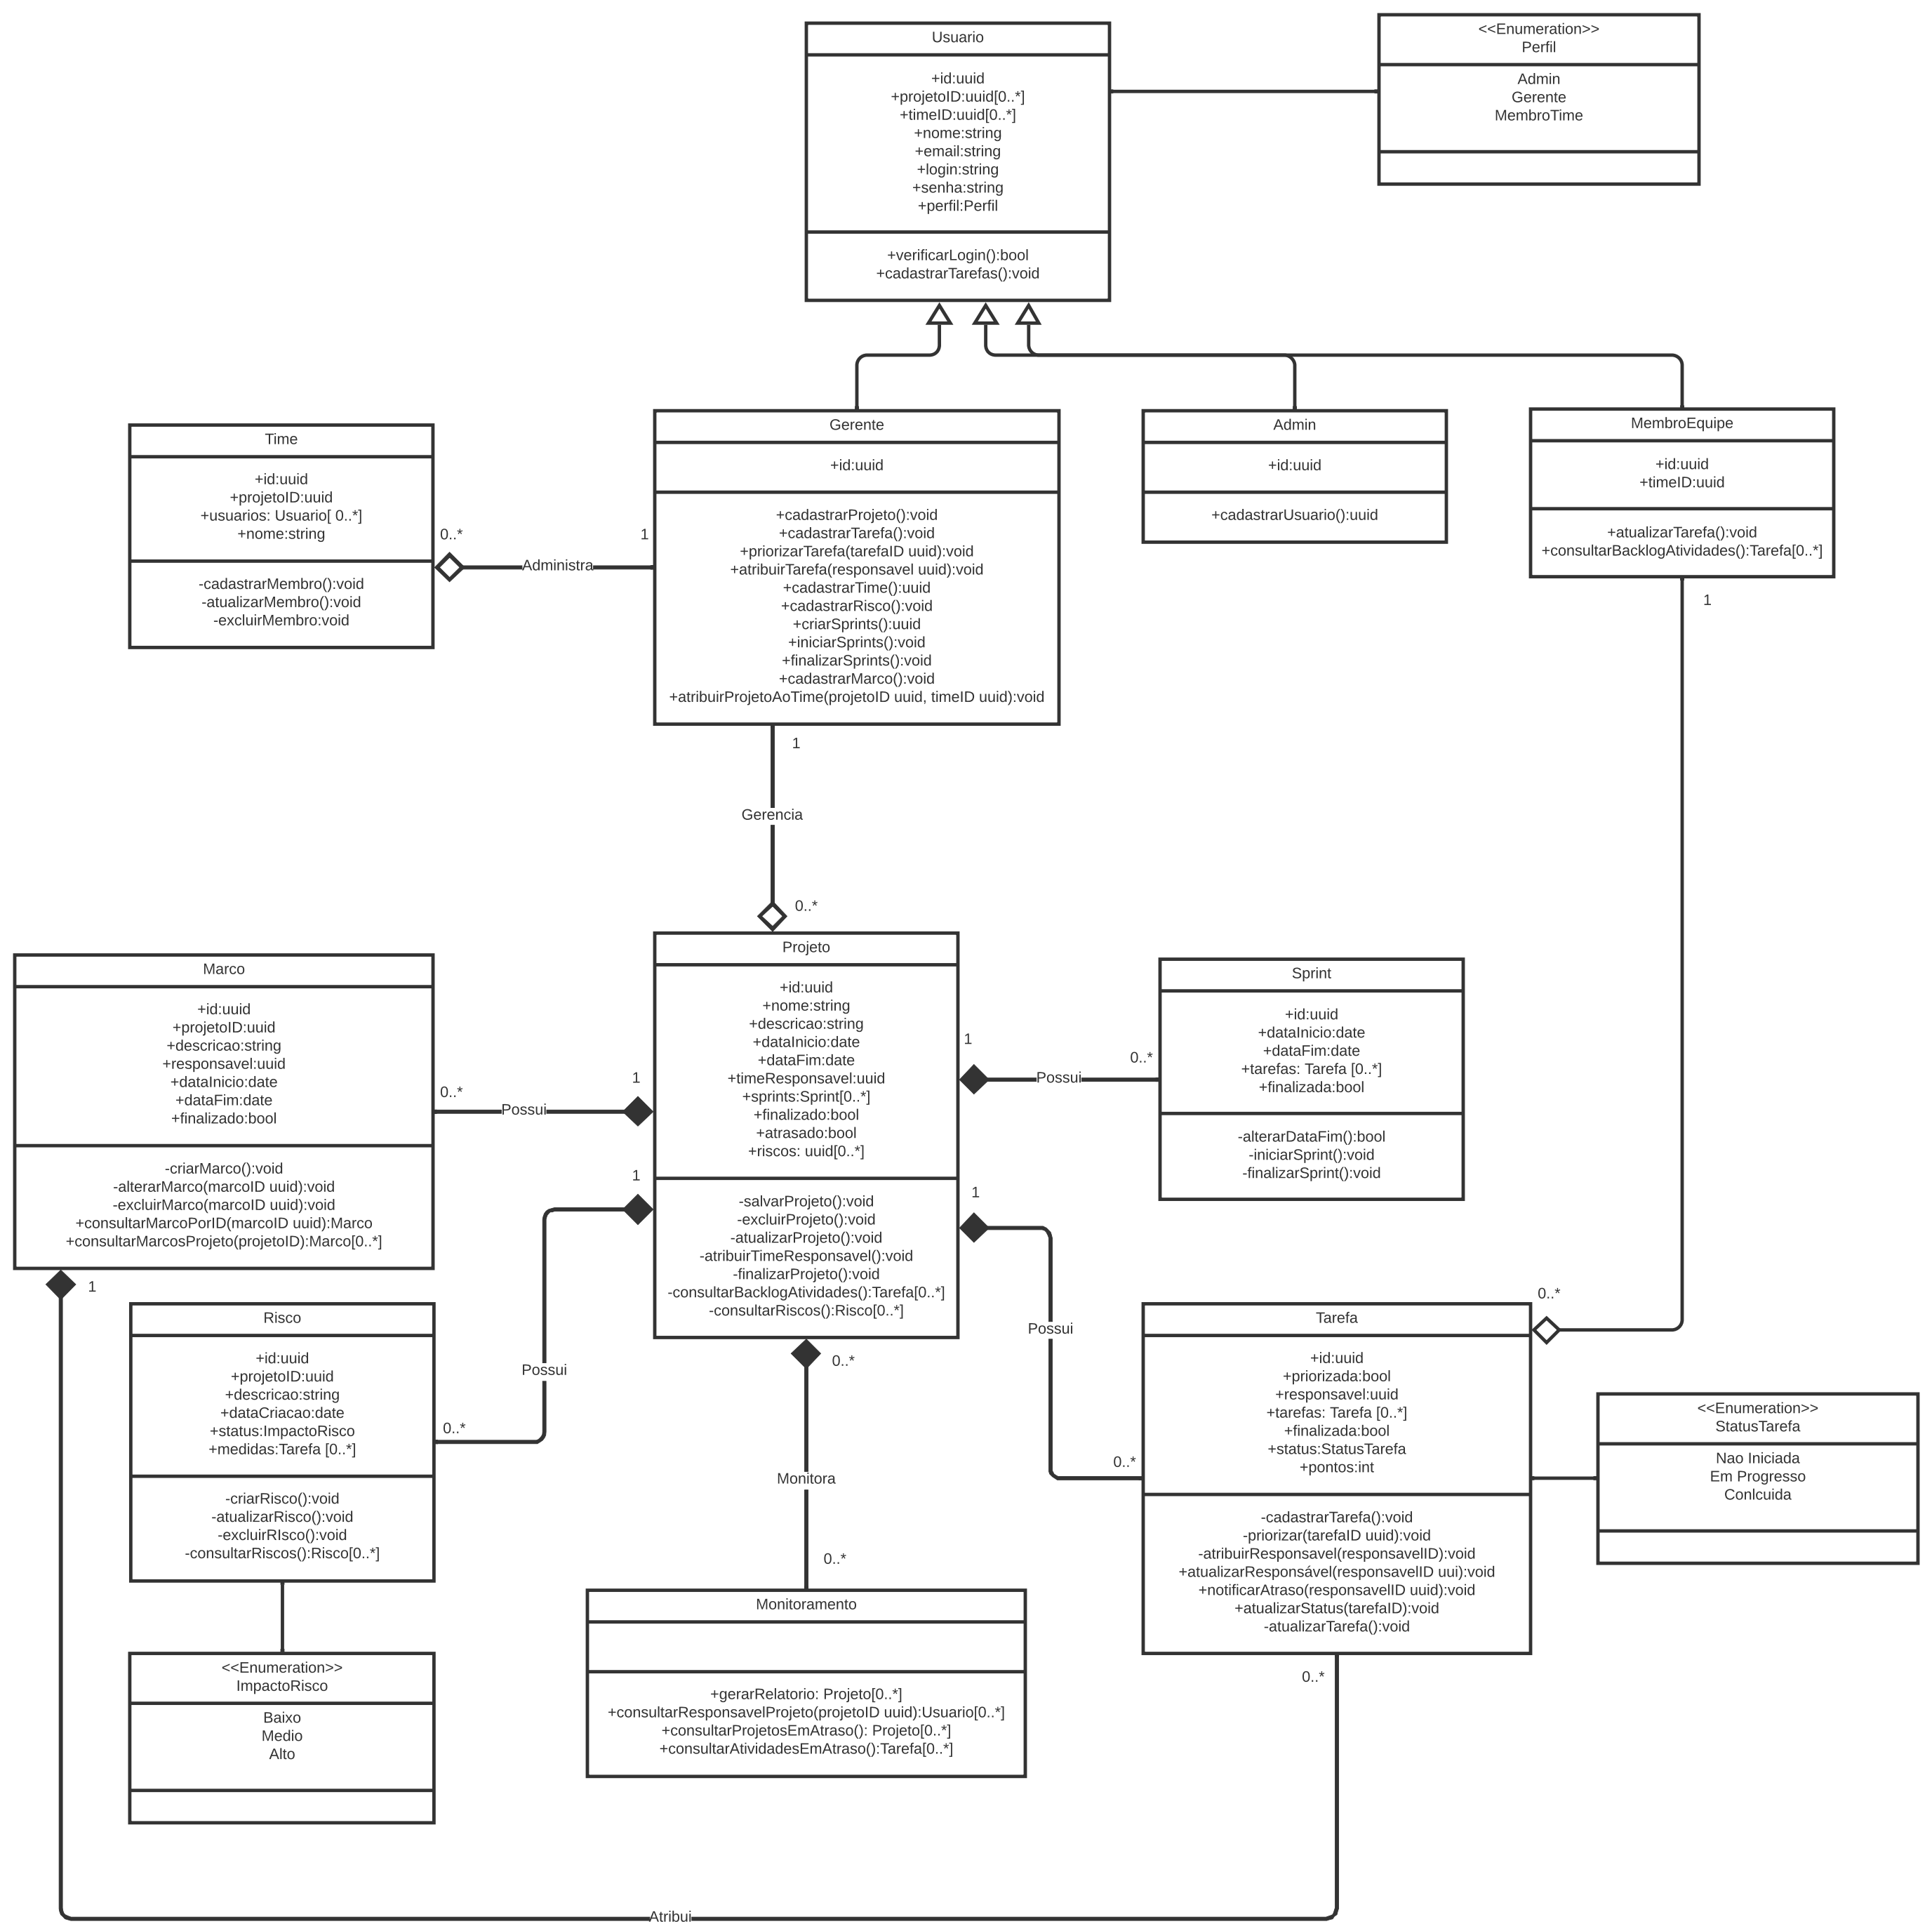 Usuario
+id:uuid
+projetoID:uuid[0..*]
+timeID:uuid[0..*]
+nome:string
+email:string
+login:string
+senha:string
+perfil:Perfil
+verificarLogin():bool
+cadastrarTarefas():void
<<Enumeration>>
Perfil
Admin
Gerente
MembroTime
Time
+id:uuid
+projetoID:uuid
+usuarios: Usuario[ 0..*]
+nome:string
-cadastrarMembro():void
-atualizarMembro():void
-excluirMembro:void
0..*
Administra
1
Gerente
+id:uuid
+cadastrarProjeto():void
+cadastrarTarefa():void
+priorizarTarefa(tarefaID uuid):void
+atribuirTarefa(responsavel uuid):void
+cadastrarTime():uuid
+cadastrarRisco():void
+criarSprints():uuid
+iniciarSprints():void
+finalizarSprints():void
+cadastrarMarco():void
+atribuirProjetoAoTime(projetoID uuid, timeID uuid):void
Admin
+id:uuid
+cadastrarUsuario():uuid
MembroEquipe
+id:uuid
+timeID:uuid
+atualizarTarefa():void
+consultarBacklogAtividades():Tarefa[0..*]
1
1
Gerencia
0..*
Marco
+id:uuid
+projetoID:uuid
+descricao:string
+responsavel:uuid
+dataInicio:date
+dataFim:date
+finalizado:bool
-criarMarco():void
-alterarMarco(marcoID uuid):void
-excluirMarco(marcoID uuid):void
+consultarMarcoPorID(marcoID uuid):Marco
+consultarMarcosProjeto(projetoID):Marco[0..*]
0..*
Possui
1
1
Projeto
+id:uuid
+nome:string
+descricao:string
+dataInicio:date
+dataFim:date
+timeResponsavel:uuid
+sprints:Sprint[0..*]
+finalizado:bool
+atrasado:bool
+riscos: uuid[0..*]
-salvarProjeto():void
-excluirProjeto():void
-atualizarProjeto():void
-atribuirTimeResponsavel():void
-finalizarProjeto():void
-consultarBacklogAtividades():Tarefa[0..*]
-consultarRiscos():Risco[0..*]
1
Possui
0..*
Sprint
+id:uuid
+dataInicio:date
+dataFim:date
+tarefas: Tarefa [0..*]
+finalizada:bool
-alterarDataFim():bool
-iniciarSprint():void
-finalizarSprint():void
1
Possui
0..*
1
Risco
+id:uuid
+projetoID:uuid
+descricao:string
+dataCriacao:date
+status:ImpactoRisco
+medidas:Tarefa [0..*]
-criarRisco():void
-atualizarRisco():void
-excluirRIsco():void
-consultarRiscos():Risco[0..*]
Possui
0..*
0..*
Monitora
0..*
0..*
Tarefa
+id:uuid
+priorizada:bool
+responsavel:uuid
+tarefas: Tarefa [0..*]
+finalizada:bool
+status:StatusTarefa
+pontos:int
-cadastrarTarefa():void
-priorizar(tarefaID uuid):void
-atribuirResponsavel(responsavelID):void
+atualizarResponsável(responsavelID uui):void
+notificarAtraso(responsavelID uuid):void
+atualizarStatus(tarefaID):void
-atualizarTarefa():void
0..*
<<Enumeration>>
StatusTarefa
Nao Iniciada
Em Progresso
Conlcuida
<<Enumeration>>
ImpactoRisco
Baixo
Medio
Alto
Monitoramento
+gerarRelatorio: Projeto[0..*]
+consultarResponsavelProjeto(projetoID uuid):Usuario[0..*]
+consultarProjetosEmAtraso(): Projeto[0..*]
+consultarAtividadesEmAtraso():Tarefa[0..*]
Atribui